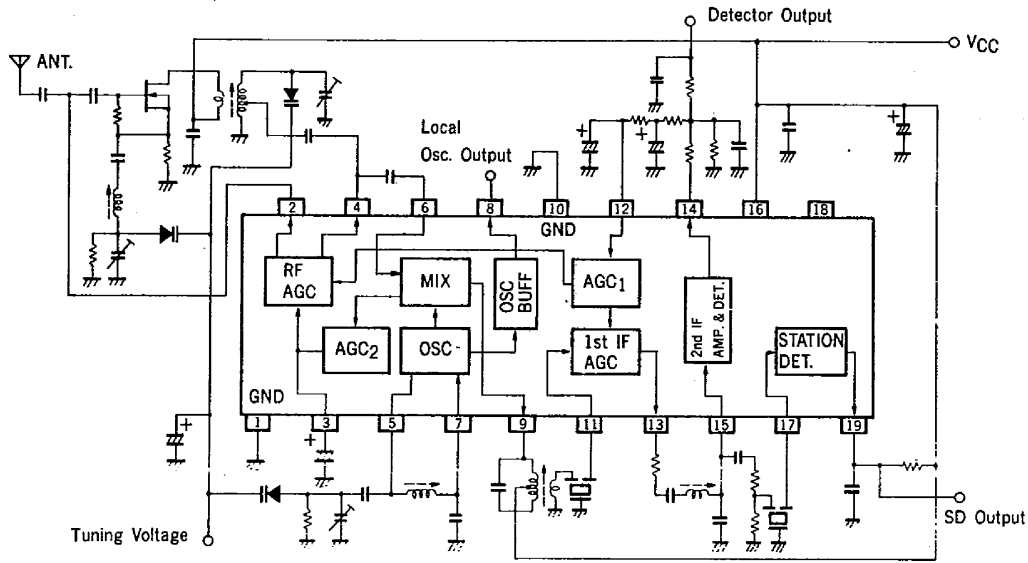 Detector Output
ANT.
VCC
Local
Osc. Output
+
+
+
2
4
6
8
10
12
14
16
18
GND
RF
AGC
MIX
OSC
BUFF
AGC1
2nd IF
AMP. & DET.
AGC2
OSC
1st IF
AGC
STATION
DET.
GND
1
3
5
7
9
11
13
15
17
19
+
+
SD Output
Tuning Voltage